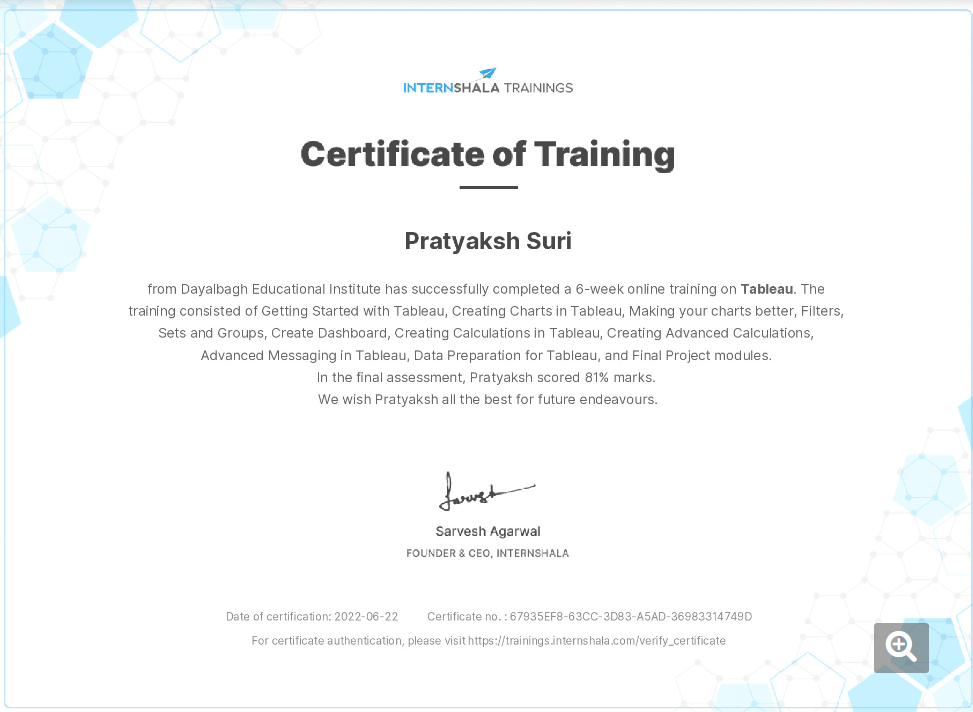 INTERNSHALA TRAININGS
Certificate of Training
Pratyaksh Suri
from Dayalbagh Educational Institute has successfully completed a 6-week online training on Tableau. The
training consisted of Getting Started with Tableau, Creating Charts in Tableau, Making your charts better, Filters,
Sets and Groups, Create Dashboard, Creating Calculations in Tableau, Creating Advanced Calculations,
Advanced Messaging in Tableau, Data Preparation for Tableau, and Final Project modules.
In the final assessment, Pratyaksh scored 81% marks.
We wish Pratyaksh all the best for future endeavours.
Sarvesh
Sarvesh Agarwal
FOUNDER & CEO, INTERNSHALA
Date of certification: 2022-06-22 Certificate no. : 67935EF8-63CC-3D83-A5AD-36983314749D
For certificate authentication, please visit https://trainings.internshala.com/verify_certificate